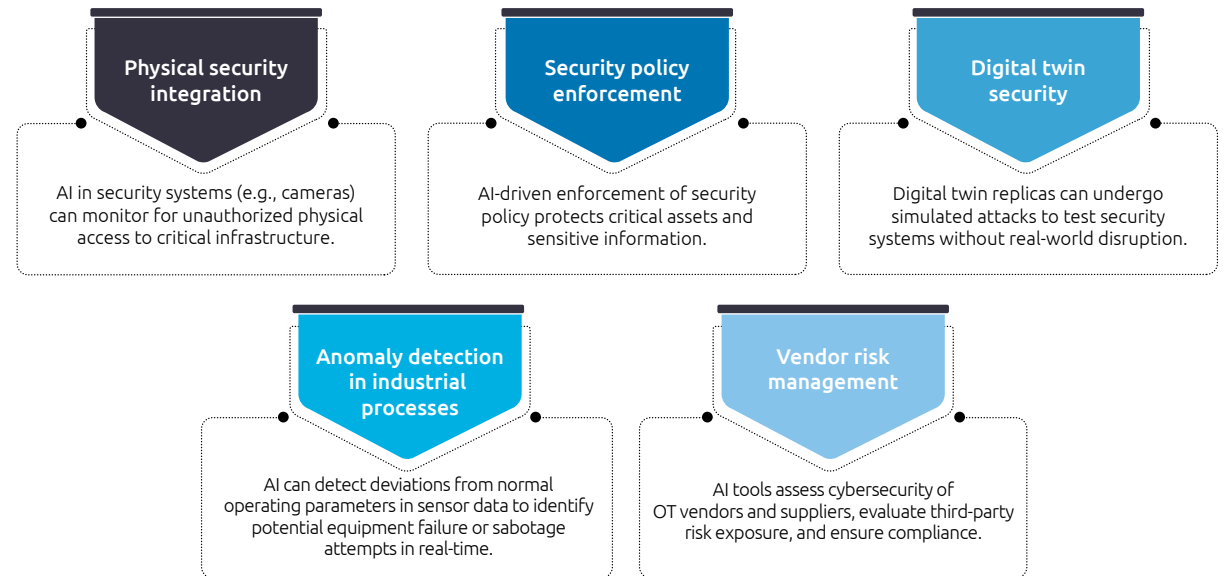 Physical security
integration
AI in security systems (e.g., cameras)
can monitor for unauthorized physical
access to critical infrastructure.
Security policy
enforcement
AI-driven enforcement of security
policy protects critical assets and
sensitive information.
Digital twin
security
Digital twin replicas can undergo
simulated attacks to test security
systems without real-world disruption.
Anomaly detection
in industrial
processes
AI can detect deviations from normal
operating parameters in sensor data to identify
potential equipment failure or sabotage
attempts in real-time.
Vendor risk
management
AI tools assess cybersecurity of
OT vendors and suppliers, evaluate third-party
risk exposure, and ensure compliance.